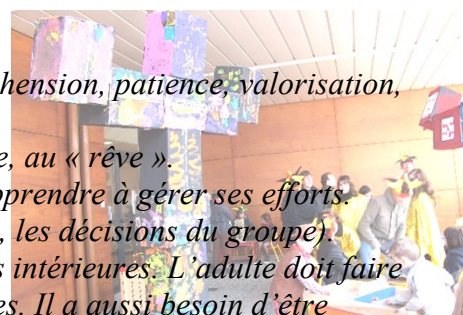 hension, patience, valorisation,
e, au « rêve ».
pprendre à gérer ses efforts.
, les décisions du groupe).
s intérieures. L’adulte doit faire
es. Il a aussi besoin d’être